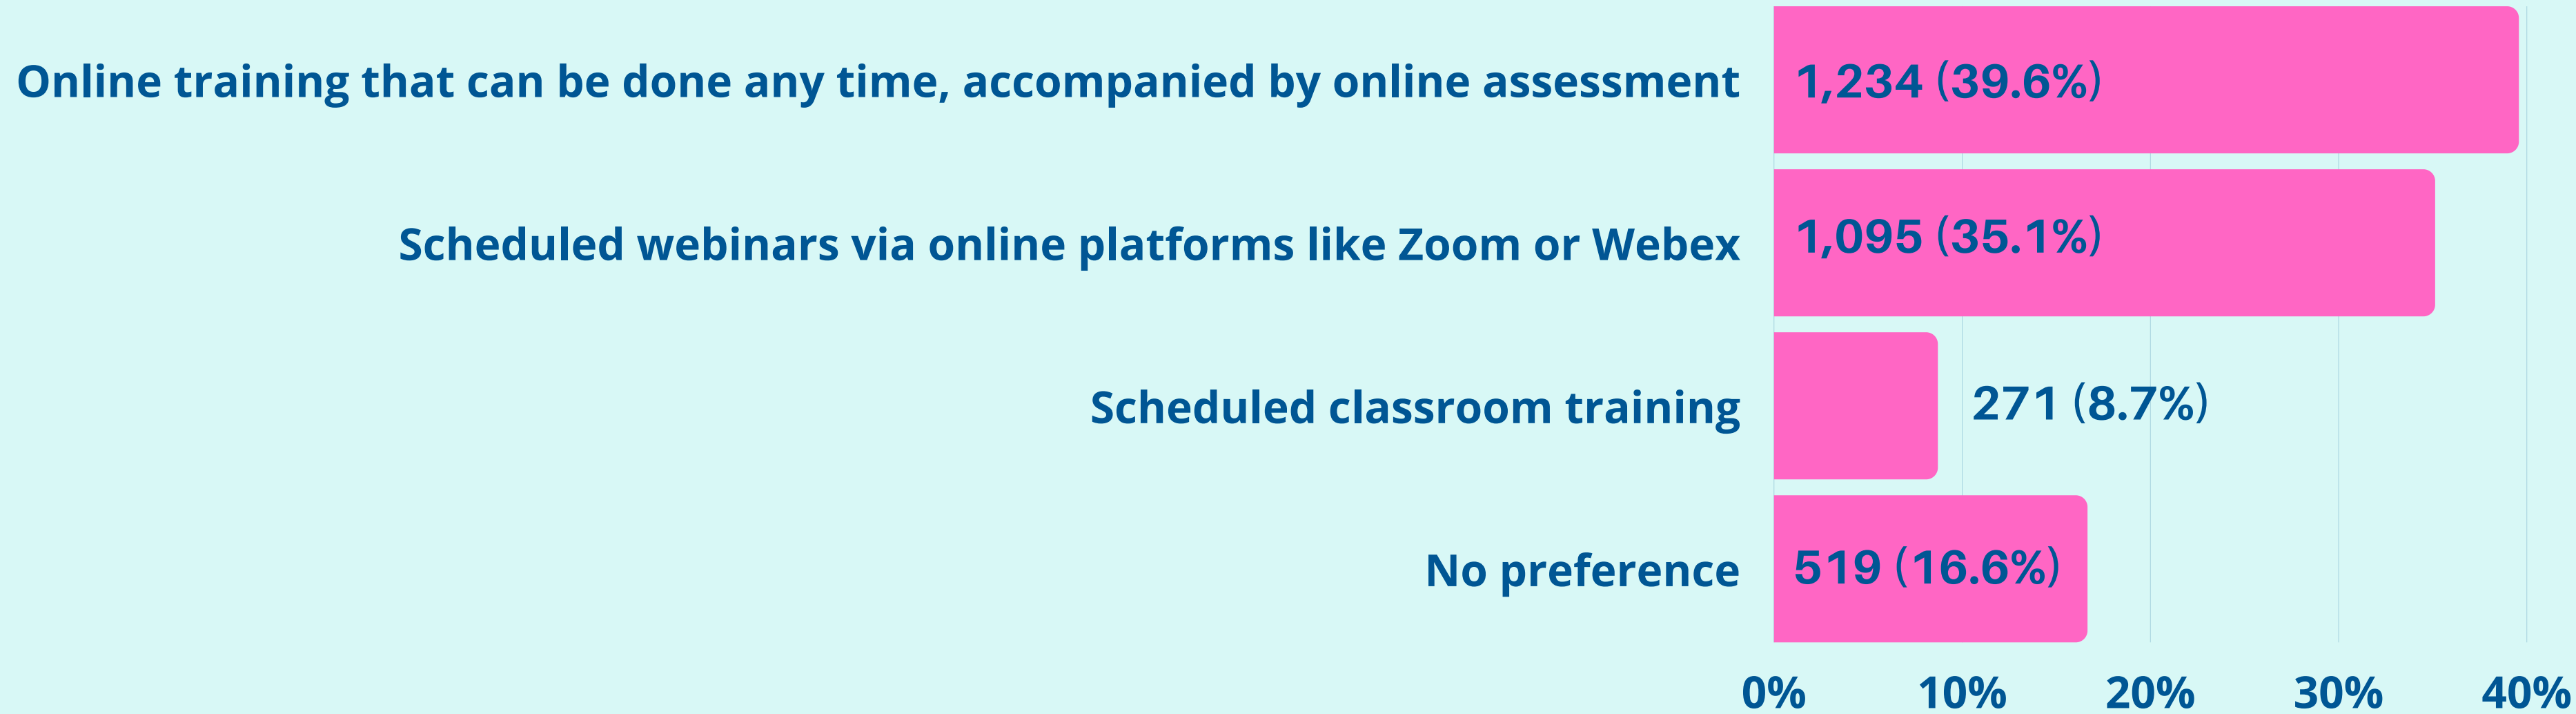 Online training that can be done any time, accompanied by online assessment
1,234 (39.6%)
Scheduled webinars via online platforms like Zoom or Webex
1,095 (35.1%)
Scheduled classroom training
271 (8.7%)
No preference
519 (16.6%)
0% 10% 20% 30% 40%